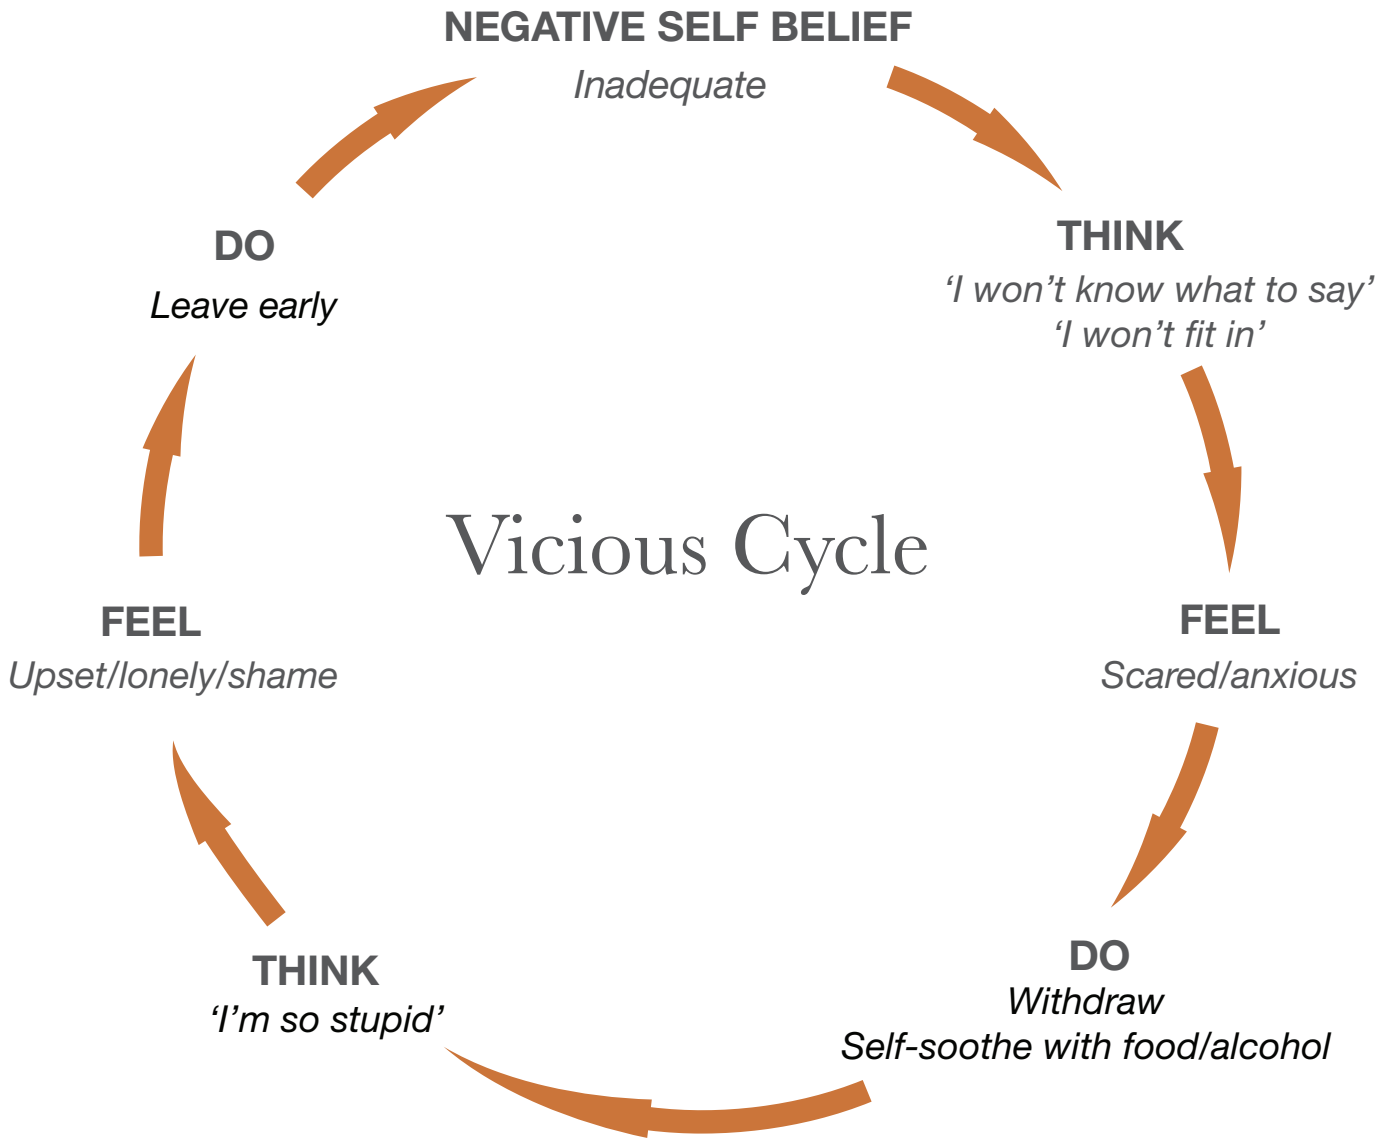 NEGATIVE SELF BELIEF
Inadequate
THINK
‘I won’t know what to say’
‘I won’t fit in’
FEEL
Scared/anxious
DO
Withdraw
Self-soothe with food/alcohol
THINK
‘I’m so stupid’
FEEL
Upset/lonely/shame
DO
Leave early
Vicious Cycle